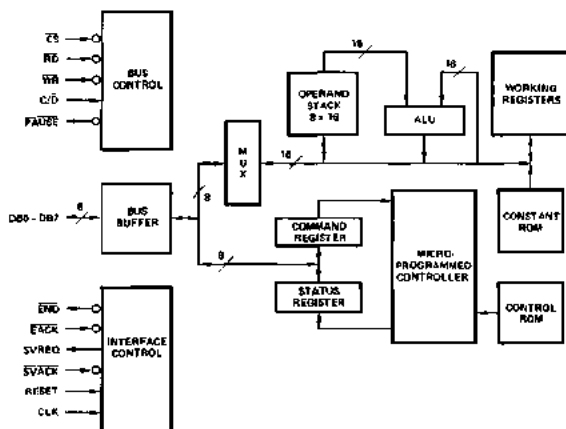 CS
RD
WR
C/D
PAUSE
BUS
CONTROL
DB0 - DB7
8
BUS
BUFFER
8
8
MUX
16
16
OPERAND
STACK
8 × 16
16
ALU
WORKING
REGISTERS
CONSTANT
ROM
COMMAND
REGISTER
STATUS
REGISTER
MICRO-
PROGRAMMED
CONTROLLER
CONTROL
ROM
END
EACK
SVREQ
SVACK
RESET
CLK
INTERFACE
CONTROL